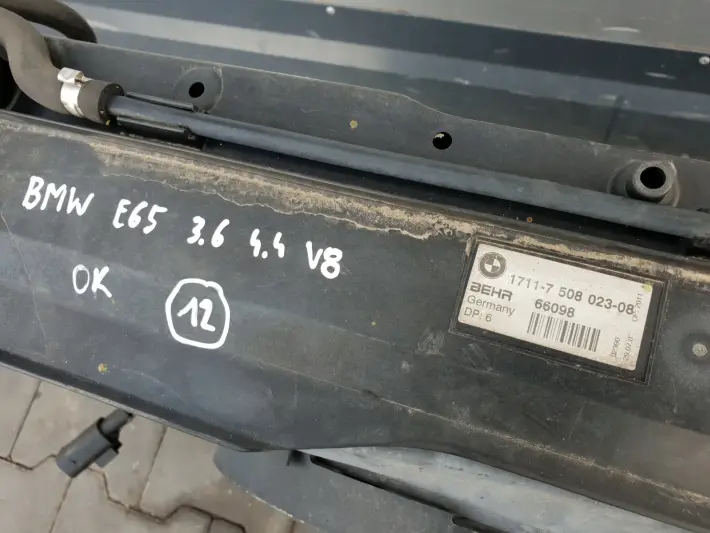 BMW E65 3.6 4.4 V8
OK 12
1711-7 508 023-08
BEHR 66098
Germany
DP: 6